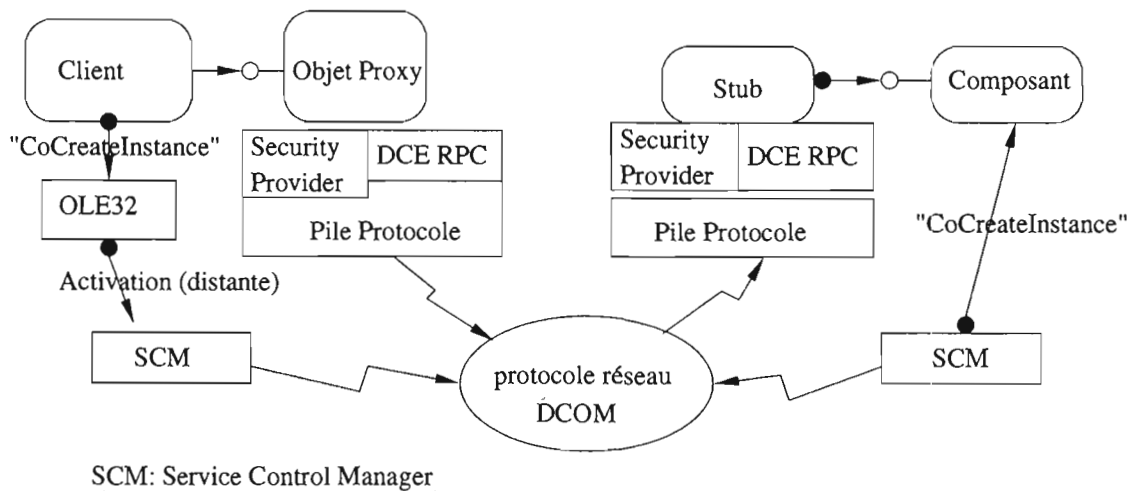 Client
Objet Proxy
Stub
Composant
"CoCreateInstance"
Security
Provider
DCE RPC
Security
Provider
DCE RPC
OLE32
Pile Protocole
Pile Protocole
"CoCreateInstance"
Activation (distante)
SCM
protocole réseau
DCOM
SCM
SCM: Service Control Manager